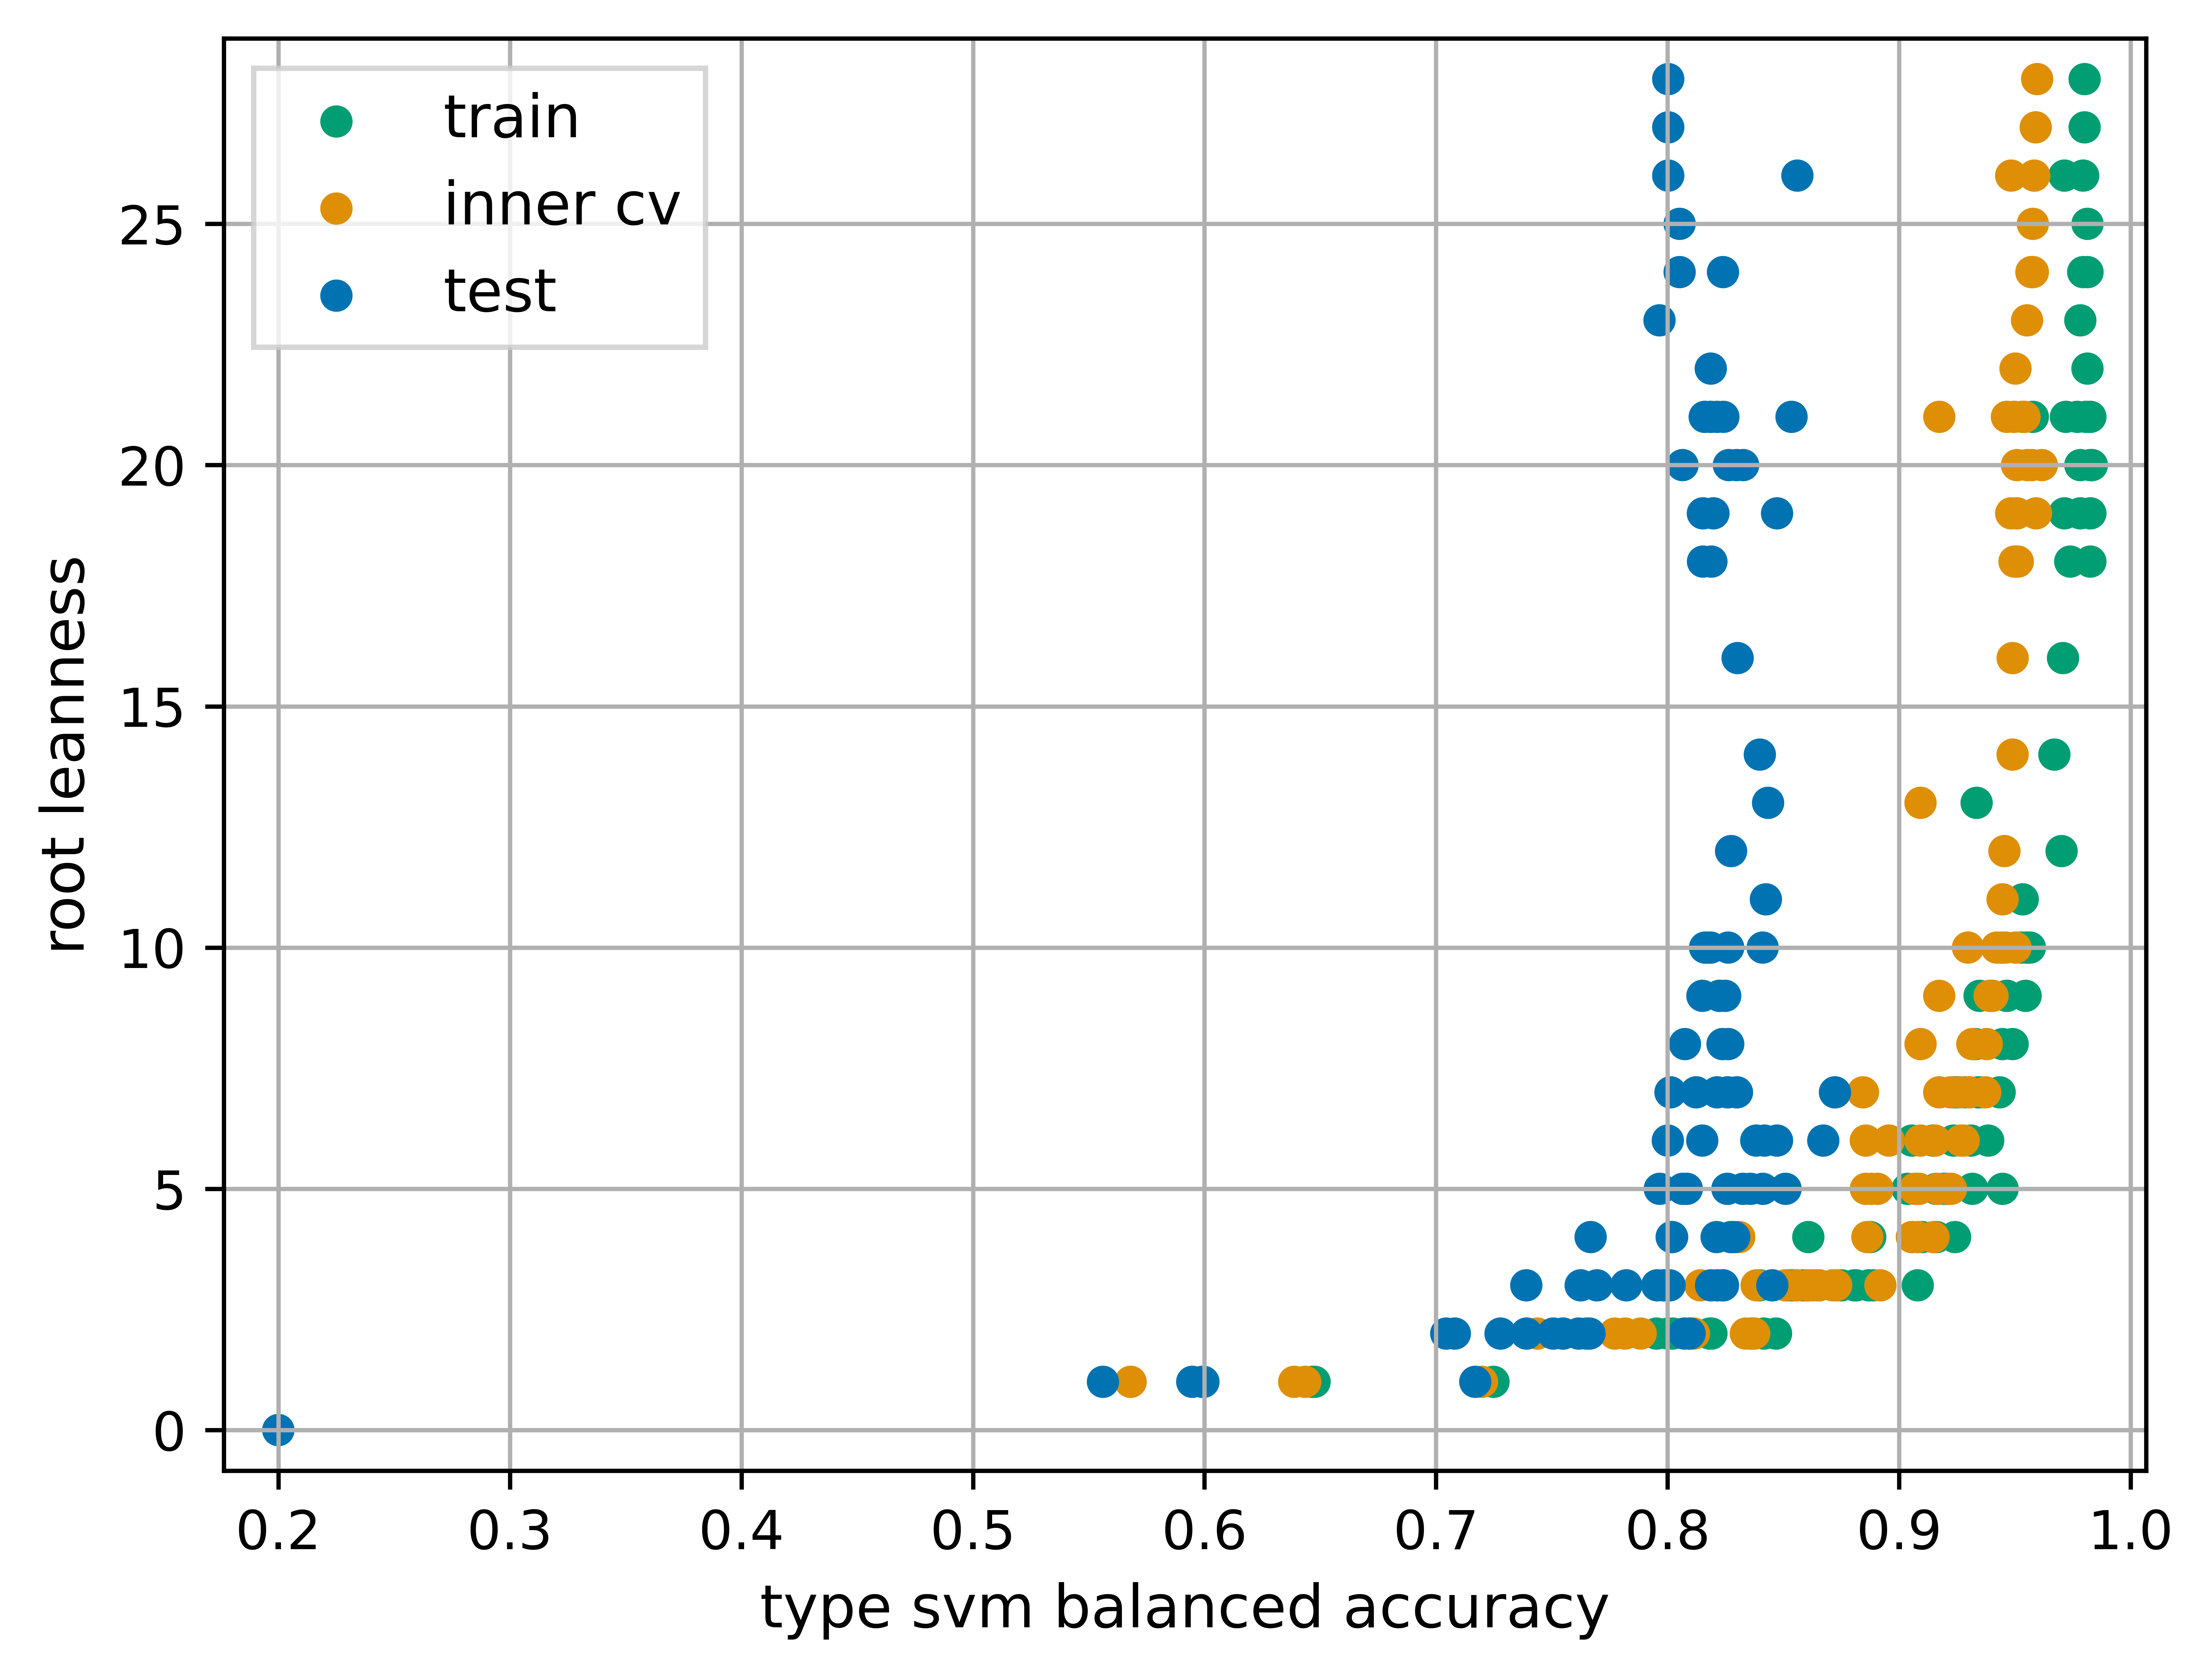 train
inner cv
test
25
20
15
10
5
0
root leanness
0.2 0.3 0.4 0.5 0.6 0.7 0.8 0.9 1.0
type svm balanced accuracy